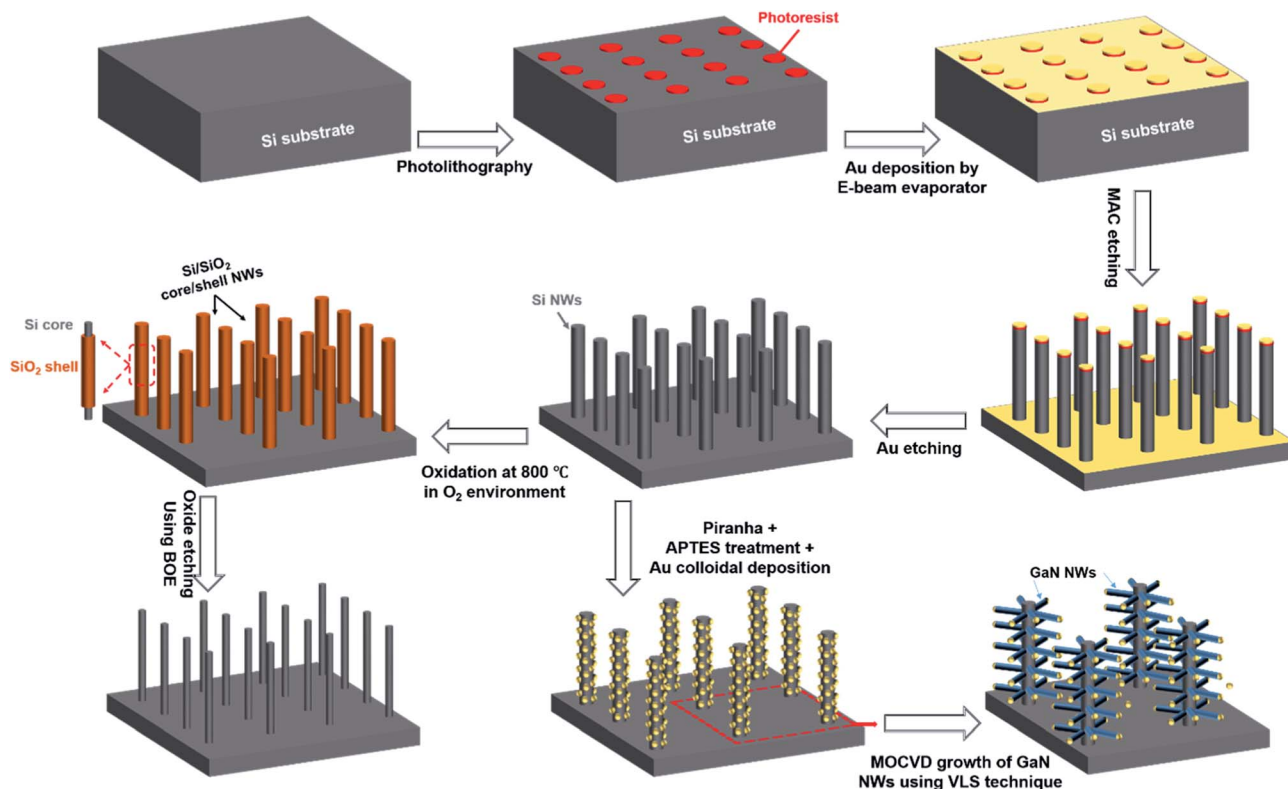 Photoresist
Si substrate
Photolithography
Si substrate
Au deposition by
E-beam evaporator
Si substrate
MAC etching
Si/SiO₂
core/shell NWs
Si core
SiO₂ shell
Si NWs
Au etching
Oxidation at 800 ℃
in O₂ environment
Oxide etching
Using BOE
Piranha +
APTES treatment +
Au colloidal deposition
GaN NWs
MOCVD growth of GaN
NWs using VLS technique